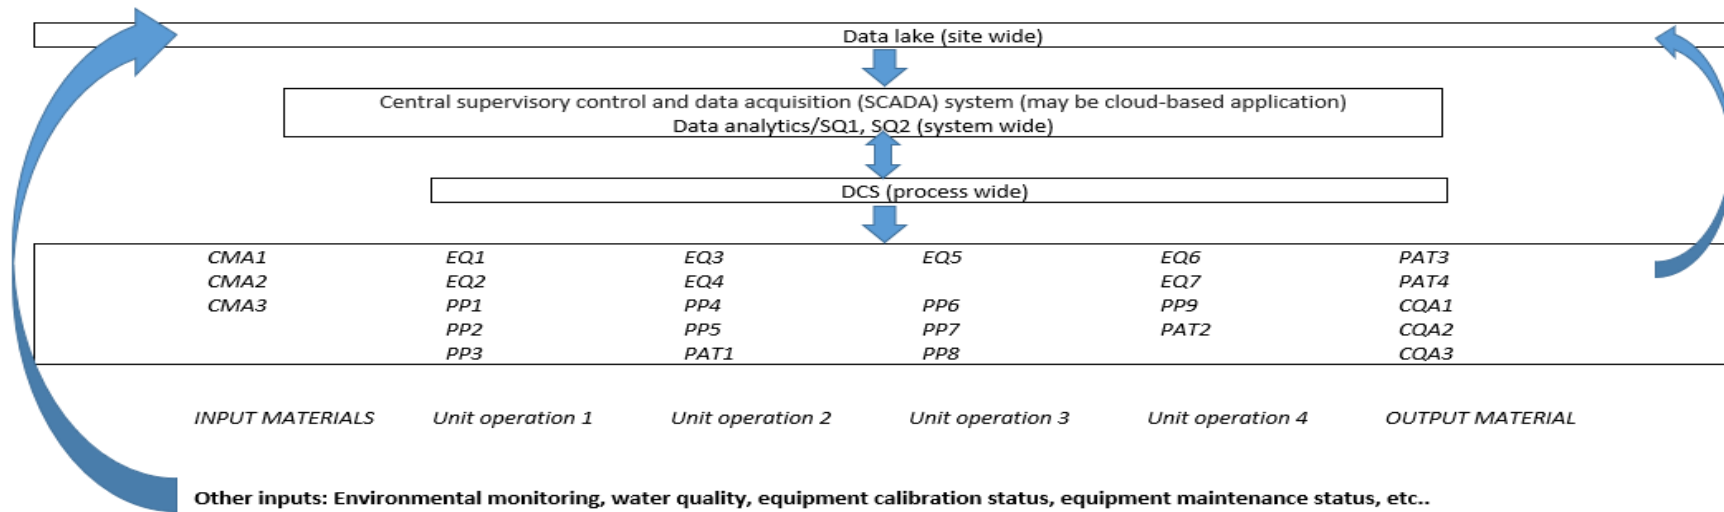 Data lake (site wide)
Central supervisory control and data acquisition (SCADA) system (may be cloud-based application)
Data analytics/SQ1, SQ2 (system wide)
DCS (process wide)
CMA1 EQ1 EQ3 EQ5 EQ6 PAT3
CMA2 EQ2 EQ4 EQ7 PAT4
CMA3 PP1 PP4 PP6 PP9 CQA1
PP2 PP5 PP7 PAT2 CQA2
PP3 PAT1 PP8 CQA3
INPUT MATERIALS Unit operation 1 Unit operation 2 Unit operation 3 Unit operation 4 OUTPUT MATERIAL
Other inputs: Environmental monitoring, water quality, equipment calibration status, equipment maintenance status, etc..